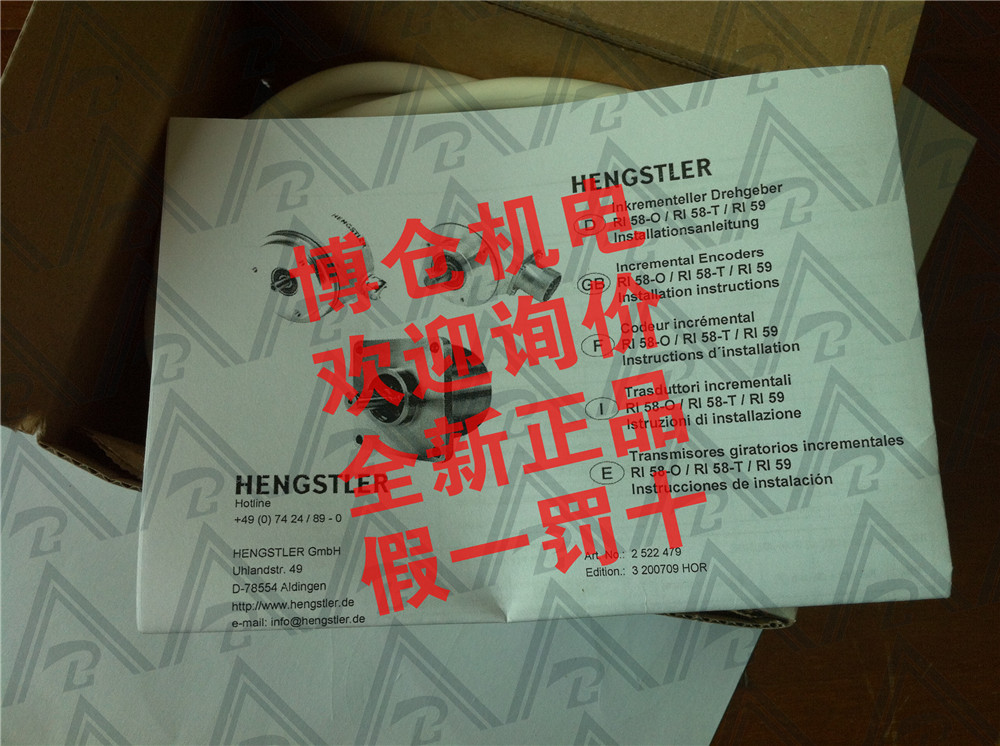 HENGSTLER
HENGSTLER
Inkrementeller Drehgeber
D RI 58-O / RI 58-T / RI 59
Installationsanleitung
Incremental Encoders
GB RI 58-O / RI 58-T / RI 59
Installation instructions
Codeur incrémental
F RI 58-O / RI 58-T / RI 59
Instructions d´installation
Trasduttori incrementali
I RI 58-O / RI 58-T / RI 59
Istruzioni di installazione
Transmisores giratorios incrementales
E RI 58-O / RI 58-T / RI 59
Instrucciones de instalación
HENGSTLER
Hotline
+49 (0) 74 24 / 89 - 0
HENGSTLER GmbH
Uhlandstr. 49
D-78554 Aldingen
http://www.hengstler.de
e-mail: info@hengstler.de
Art. No.: 2 522 479
Edition.: 3 200709 HOR
博仓机电
欢迎询价
全新正品
假一罚十